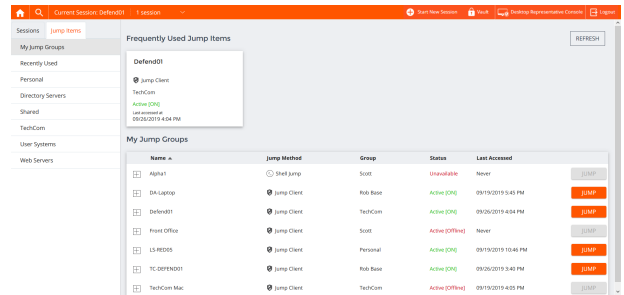 Current Session: Defend01 1 session Start New Session Vault Desktop Representative Console Logout
Sessions Jump Items
My Jump Groups
Recently Used
Personal
Directory Servers
Shared
TechCom
User Systems
Web Servers
Frequently Used Jump Items REFRESH
Defend01
Jump Client
TechCom
Active [ON]
Last accessed at
09/26/2019 4:04 PM
My Jump Groups
Name Jump Method Group Status Last Accessed
Alpha1 Shell Jump Scott Unavailable Never JUMP
DA-Laptop Jump Client Rob Base Active [ON] 09/19/2019 5:45 PM JUMP
Defend01 Jump Client TechCom Active [ON] 09/26/2019 4:04 PM JUMP
Front Office Jump Client Scott Active [Offline] Never JUMP
LS-RED05 Jump Client Personal Active [ON] 09/19/2019 10:46 PM JUMP
TC-DEFEND01 Jump Client Rob Base Active [ON] 09/26/2019 3:40 PM JUMP
TechCom Mac Jump Client TechCom Active [Offline] 09/19/2019 4:05 PM JUMP